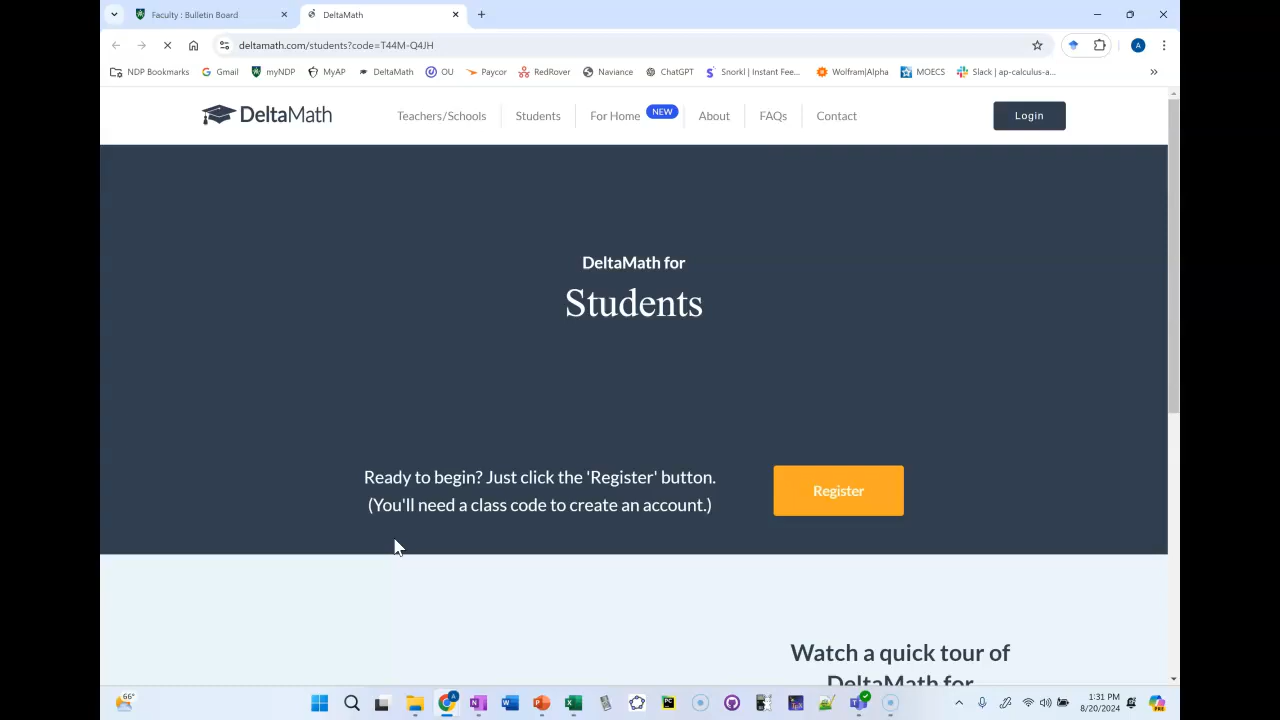 Faculty : Bulletin Board
DeltaMath
deltamath.com/students?code=T44M-Q4JH
A
NDP Bookmarks
Gmail
myNDP
MyAP
DeltaMath
OU
Paycor
RedRover
Naviance
ChatGPT
Snorkl | Instant Fee...
Wolfram|Alpha
MOECS
Slack | ap-calculus-a...
DeltaMath
Teachers/Schools
Students
For Home
NEW
About
FAQs
Contact
Login
DeltaMath for
Students
Ready to begin? Just click the 'Register' button.
(You'll need a class code to create an account.)
Register
Watch a quick tour of
DeltaMath for
66°
1:31 PM
8/20/2024